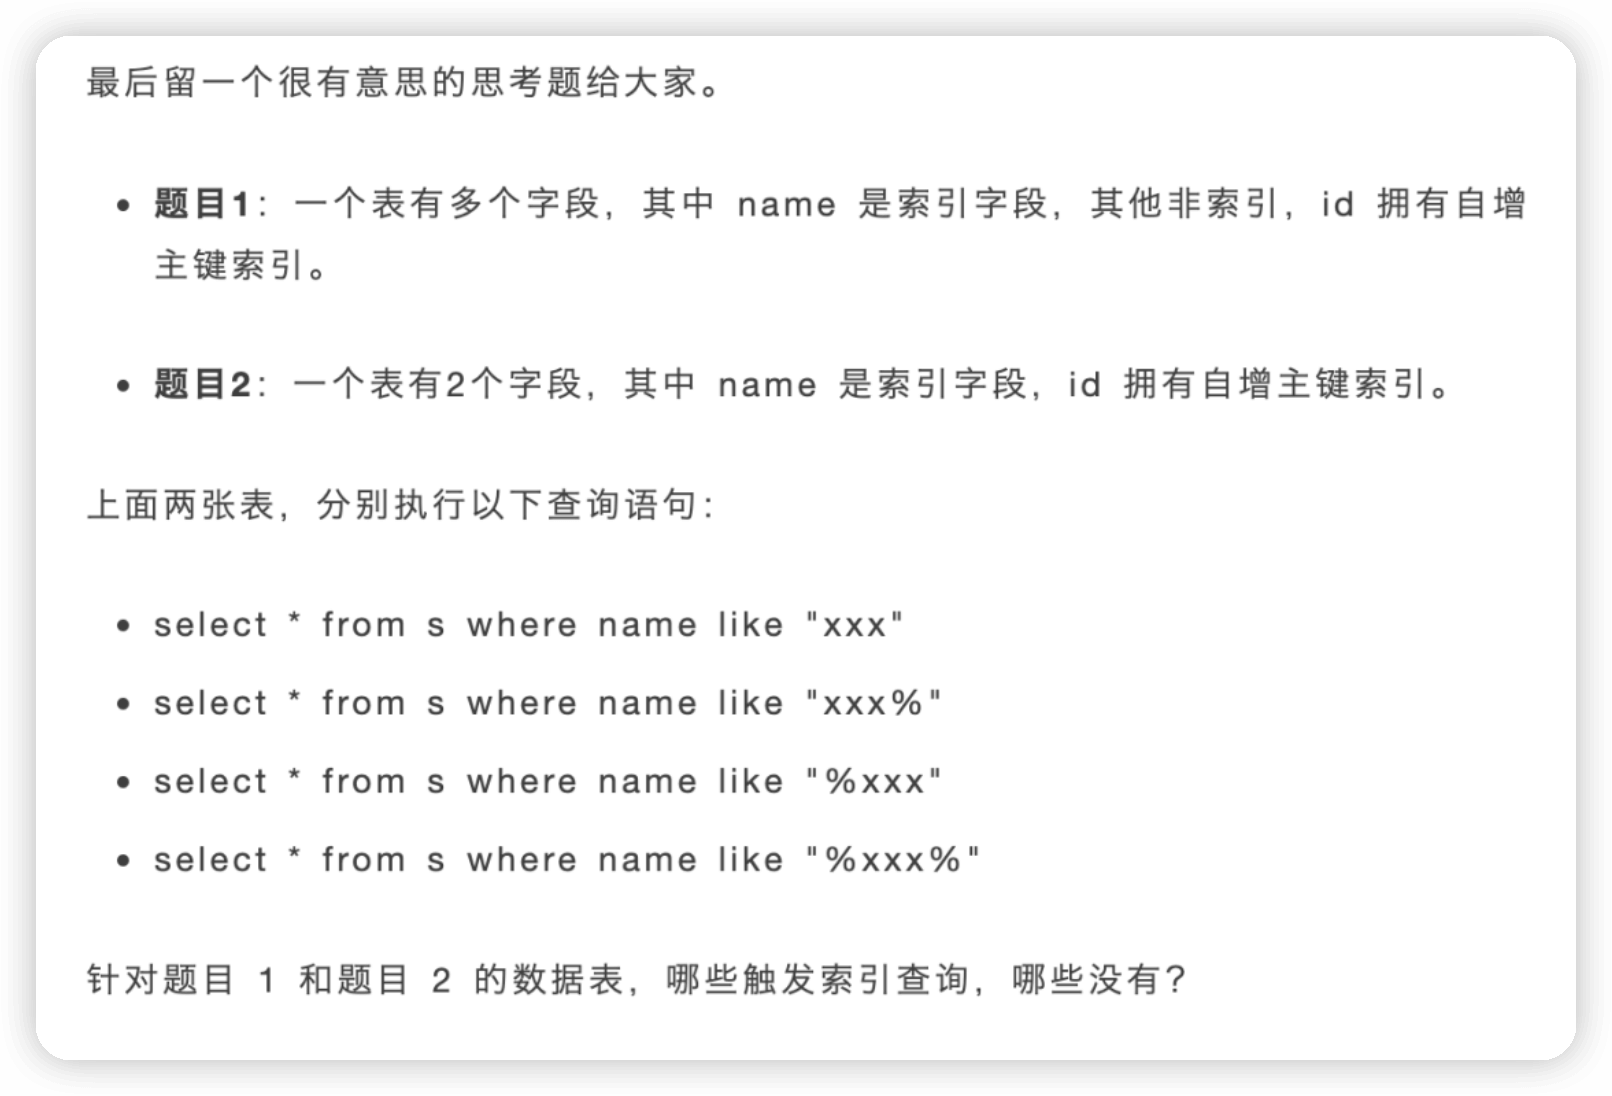 最后留一个很有意思的思考题给大家。
• 题目1：一个表有多个字段，其中 name 是索引字段，其他非索引，id 拥有自增
主键索引。
• 题目2：一个表有2个字段，其中 name 是索引字段，id 拥有自增主键索引。
上面两张表，分别执行以下查询语句：
• select * from s where name like "xxx"
• select * from s where name like "xxx%"
• select * from s where name like "%xxx"
• select * from s where name like "%xxx%"
针对题目 1 和题目 2 的数据表，哪些触发索引查询，哪些没有？